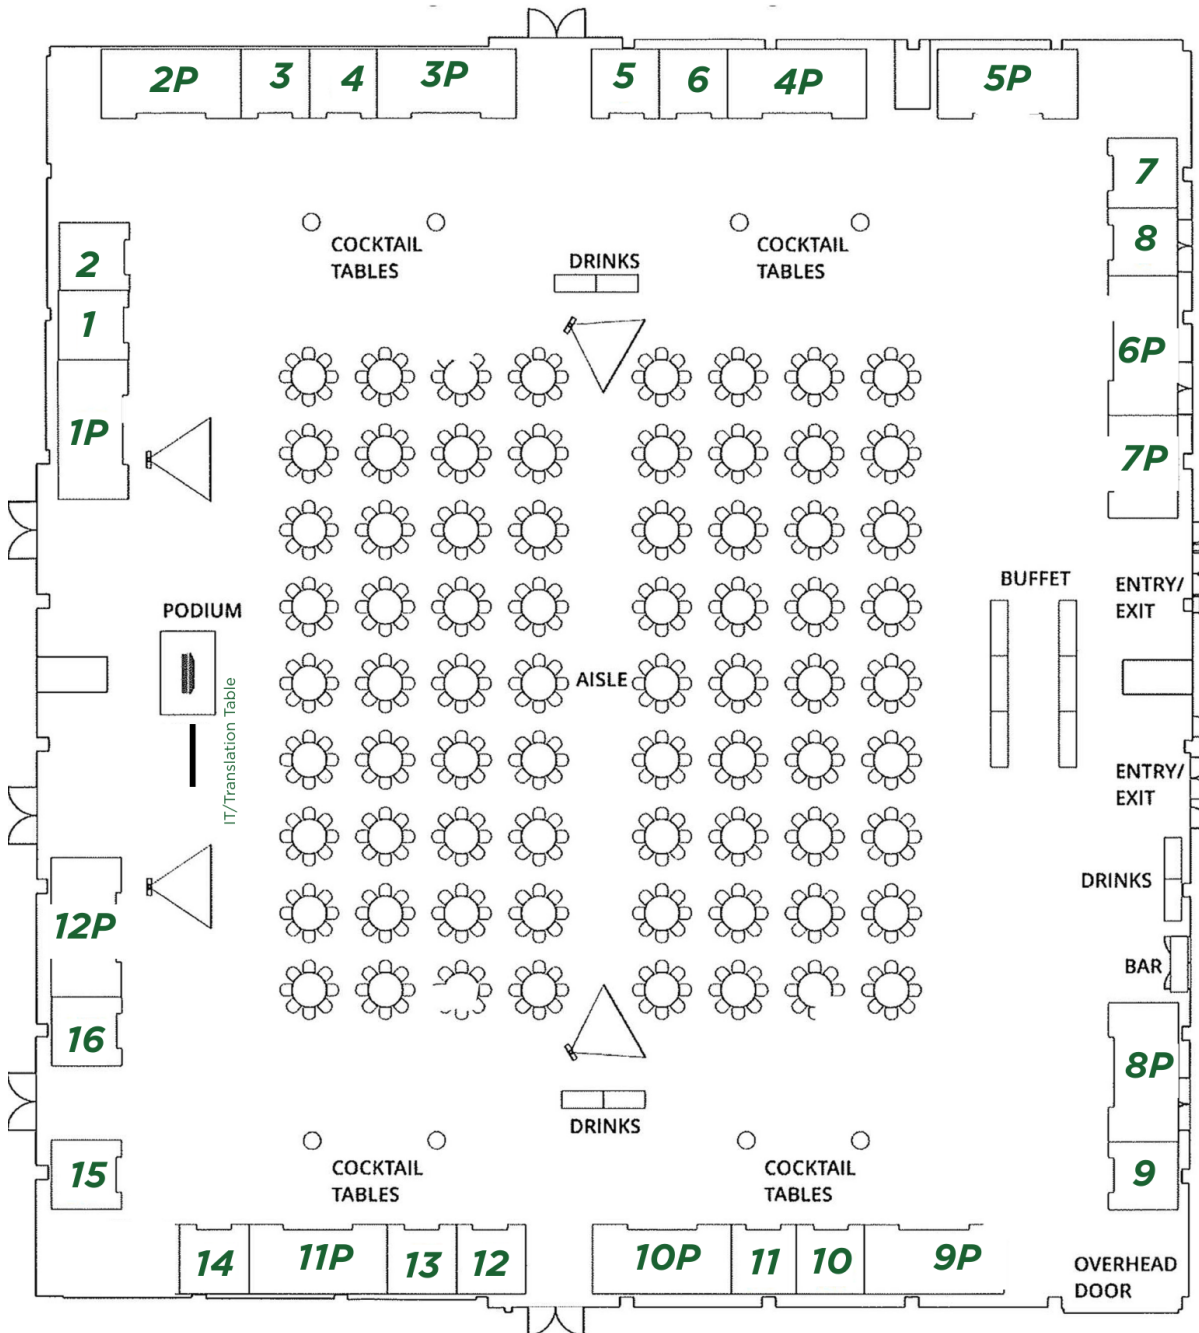 2P
3
4
3P
5
6
4P
5P
7
8
6P
7P
2
1
1P
COCKTAIL
TABLES
DRINKS
COCKTAIL
TABLES
PODIUM
IT/Translation Table
AISLE
BUFFET
ENTRY/
EXIT
ENTRY/
EXIT
DRINKS
BAR
12P
16
15
8P
9
DRINKS
COCKTAIL
TABLES
COCKTAIL
TABLES
14
11P
13
12
10P
11
10
9P
OVERHEAD
DOOR